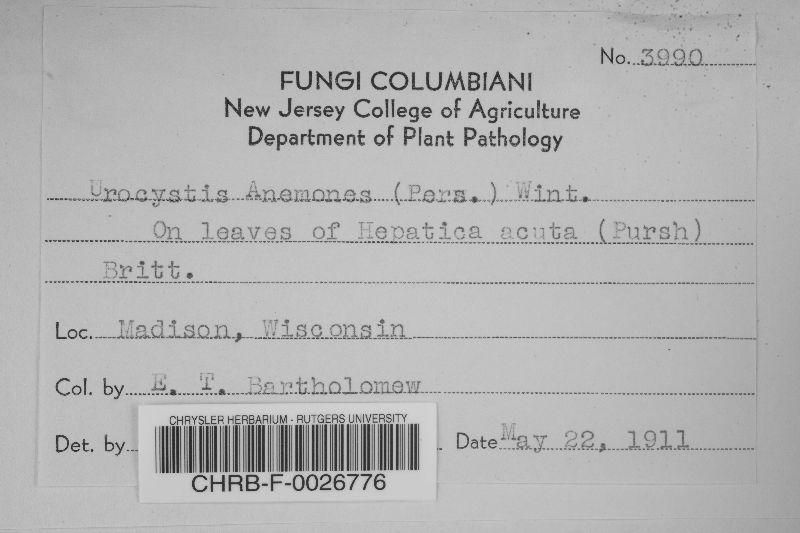 No. 3990
FUNGI COLUMBIANI
New Jersey College of Agriculture
Department of Plant Pathology
Urocystis Anemones (Pers.) Wint.
On leaves of Hepatica acuta (Pursh)
Britt.
Loc. Madison, Wisconsin
Col. by E. T. Bartholomew
Det. by
Date May 22, 1911
CHRYSLER HERBARIUM - RUTGERS UNIVERSITY
CHRB-F-0026776